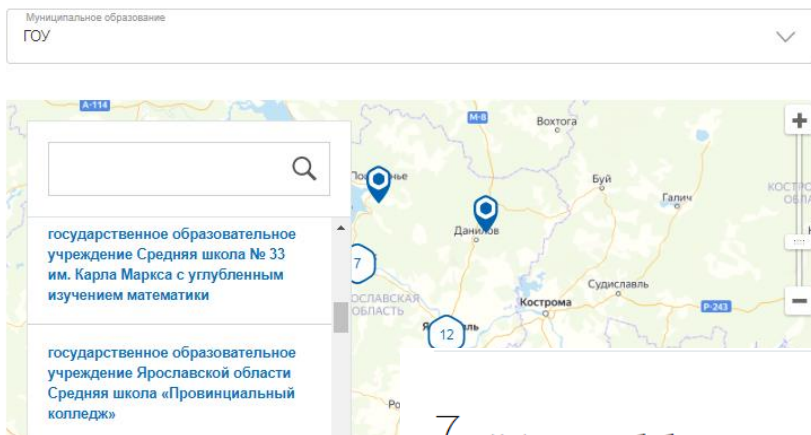 Муниципальное образование
ГОУ
А-114
М-8
Вохтога
Буй
Галич
Данилов
государственное образовательное
учреждение Средняя школа № 33
им. Карла Маркса с углубленным
изучением математики
7
Судиславль
Кострома
Р-243
12
государственное образовательное
учреждение Ярославской области
Средняя школа «Провинциальный
колледж»
7